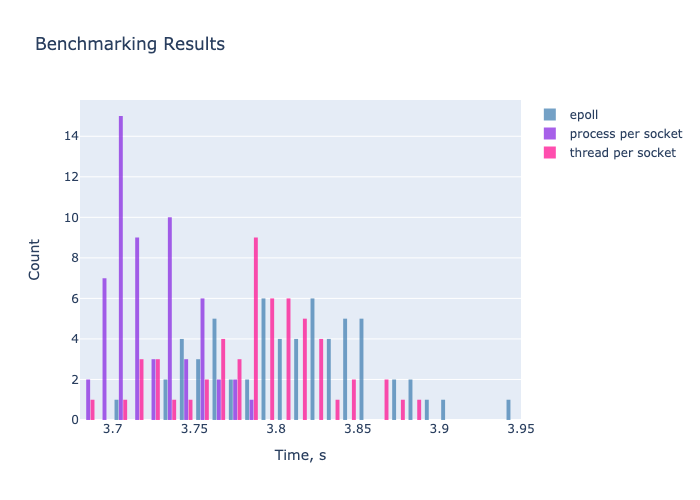 Benchmarking Results
epoll
process per socket
thread per socket
14
12
10
8
6
4
2
0
Count
3.7
3.75
3.8
3.85
3.9
3.95
Time, s